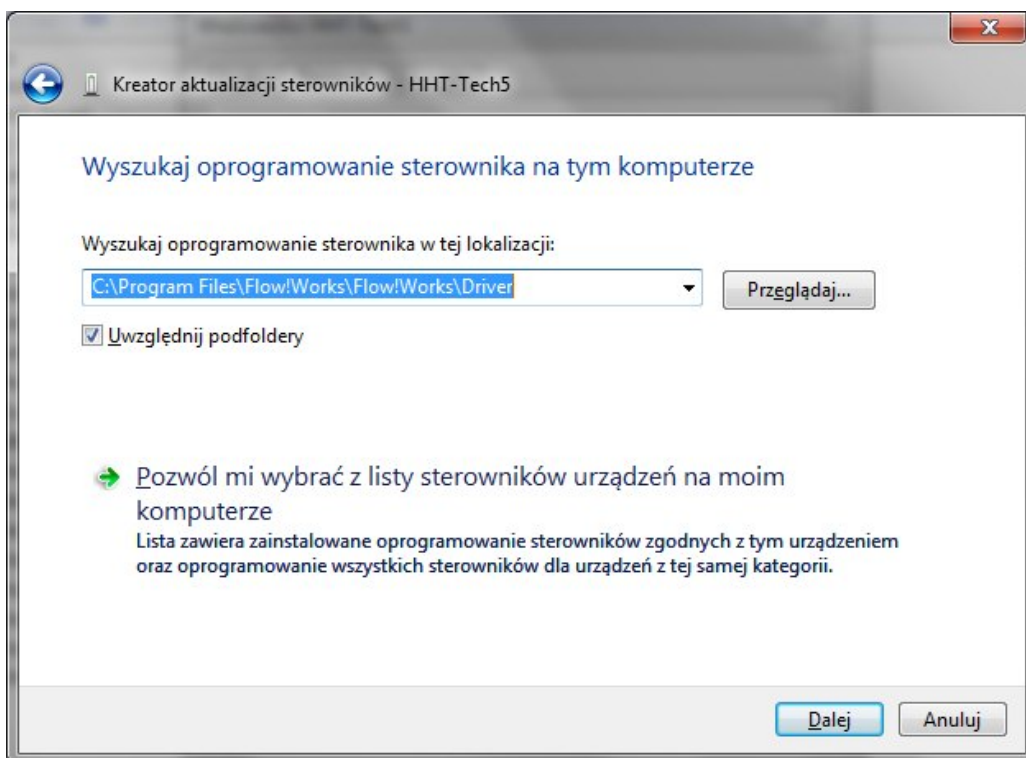 Kreator aktualizacji sterowników - HHT-Tech5
Wyszukaj oprogramowanie sterownika na tym komputerze
Wyszukaj oprogramowanie sterownika w tej lokalizacji:
C:\Program Files\Flow!Works\Flow!Works\Driver
Przeglądaj...
Uwzględnij podfoldery
Pozwól mi wybrać z listy sterowników urządzeń na moim
komputerze
Lista zawiera zainstalowane oprogramowanie sterowników zgodnych z tym urządzeniem
oraz oprogramowanie wszystkich sterowników dla urządzeń z tej samej kategorii.
Dalej
Anuluj